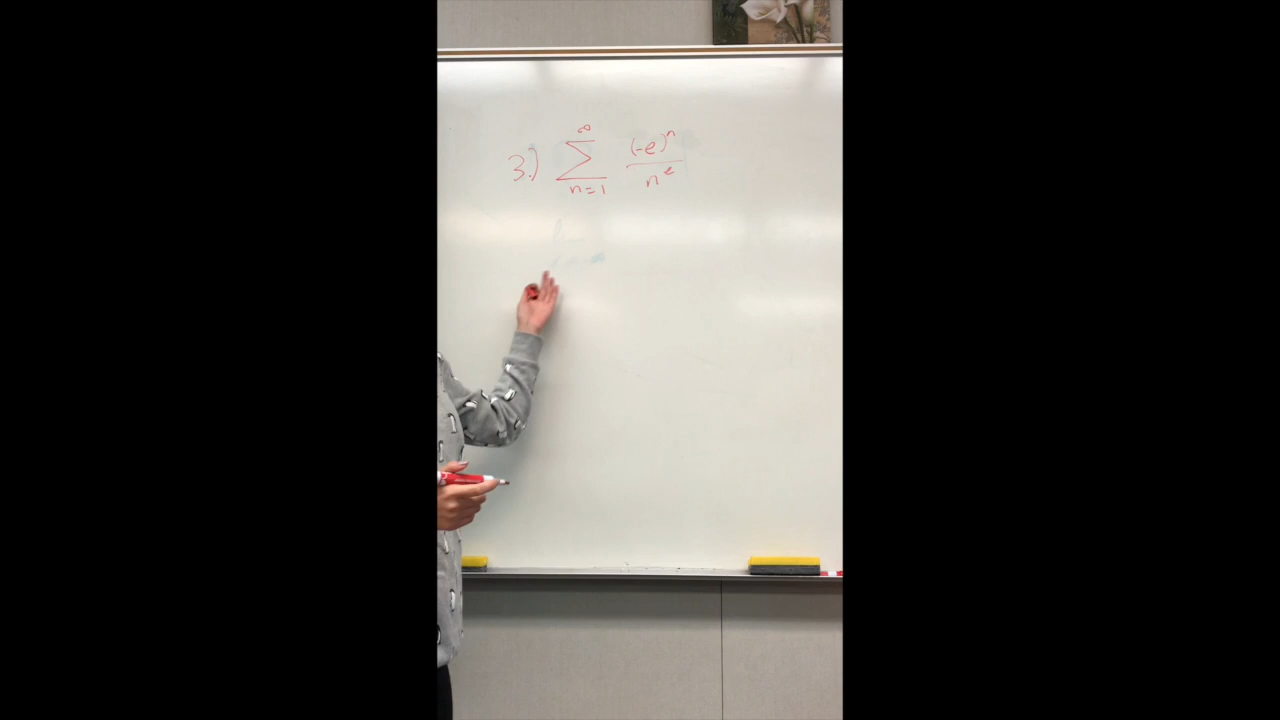 3.) ∞ ∑ n=1 (-e)^n / n^e